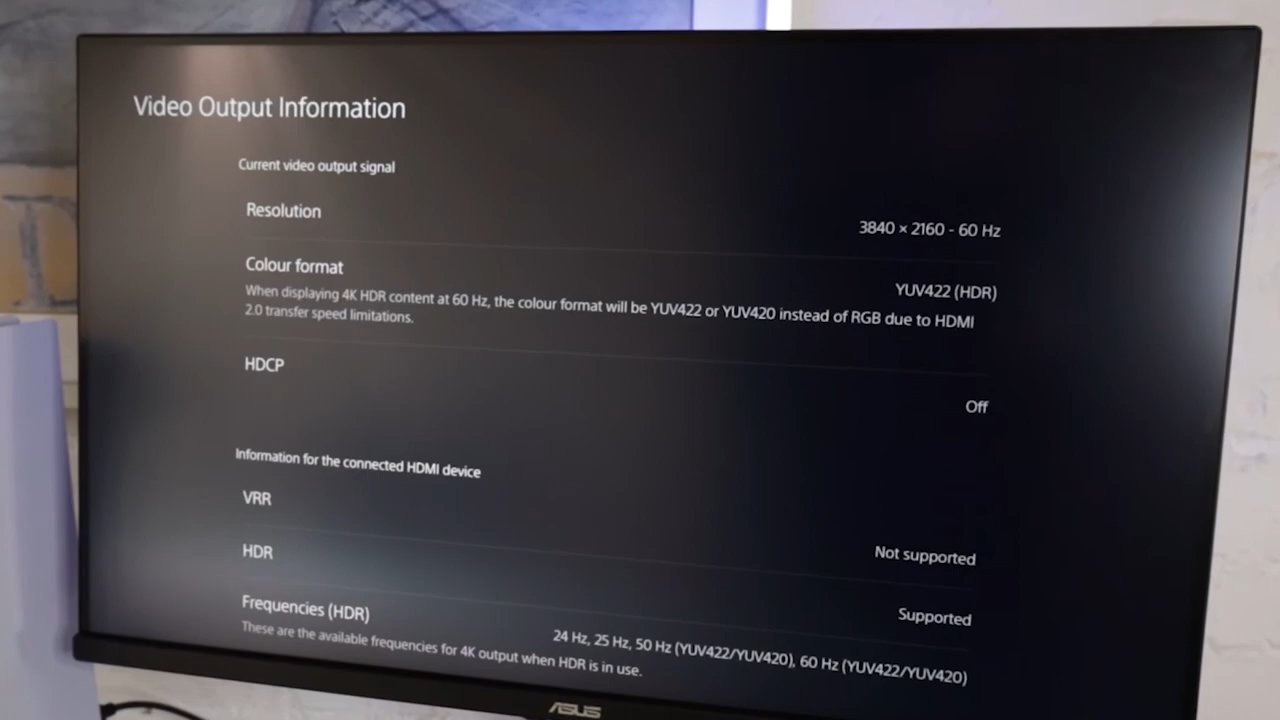 Video Output Information
Current video output signal
Resolution
3840 × 2160 - 60 Hz
Colour format
YUV422 (HDR)
When displaying 4K HDR content at 60 Hz, the colour format will be YUV422 or YUV420 instead of RGB due to HDMI
2.0 transfer speed limitations.
HDCP
Off
Information for the connected HDMI device
VRR
Not supported
HDR
Supported
Frequencies (HDR)
24 Hz, 25 Hz, 50 Hz (YUV422/YUV420), 60 Hz (YUV422/YUV420)
These are the available frequencies for 4K output when HDR is in use.
ASUS